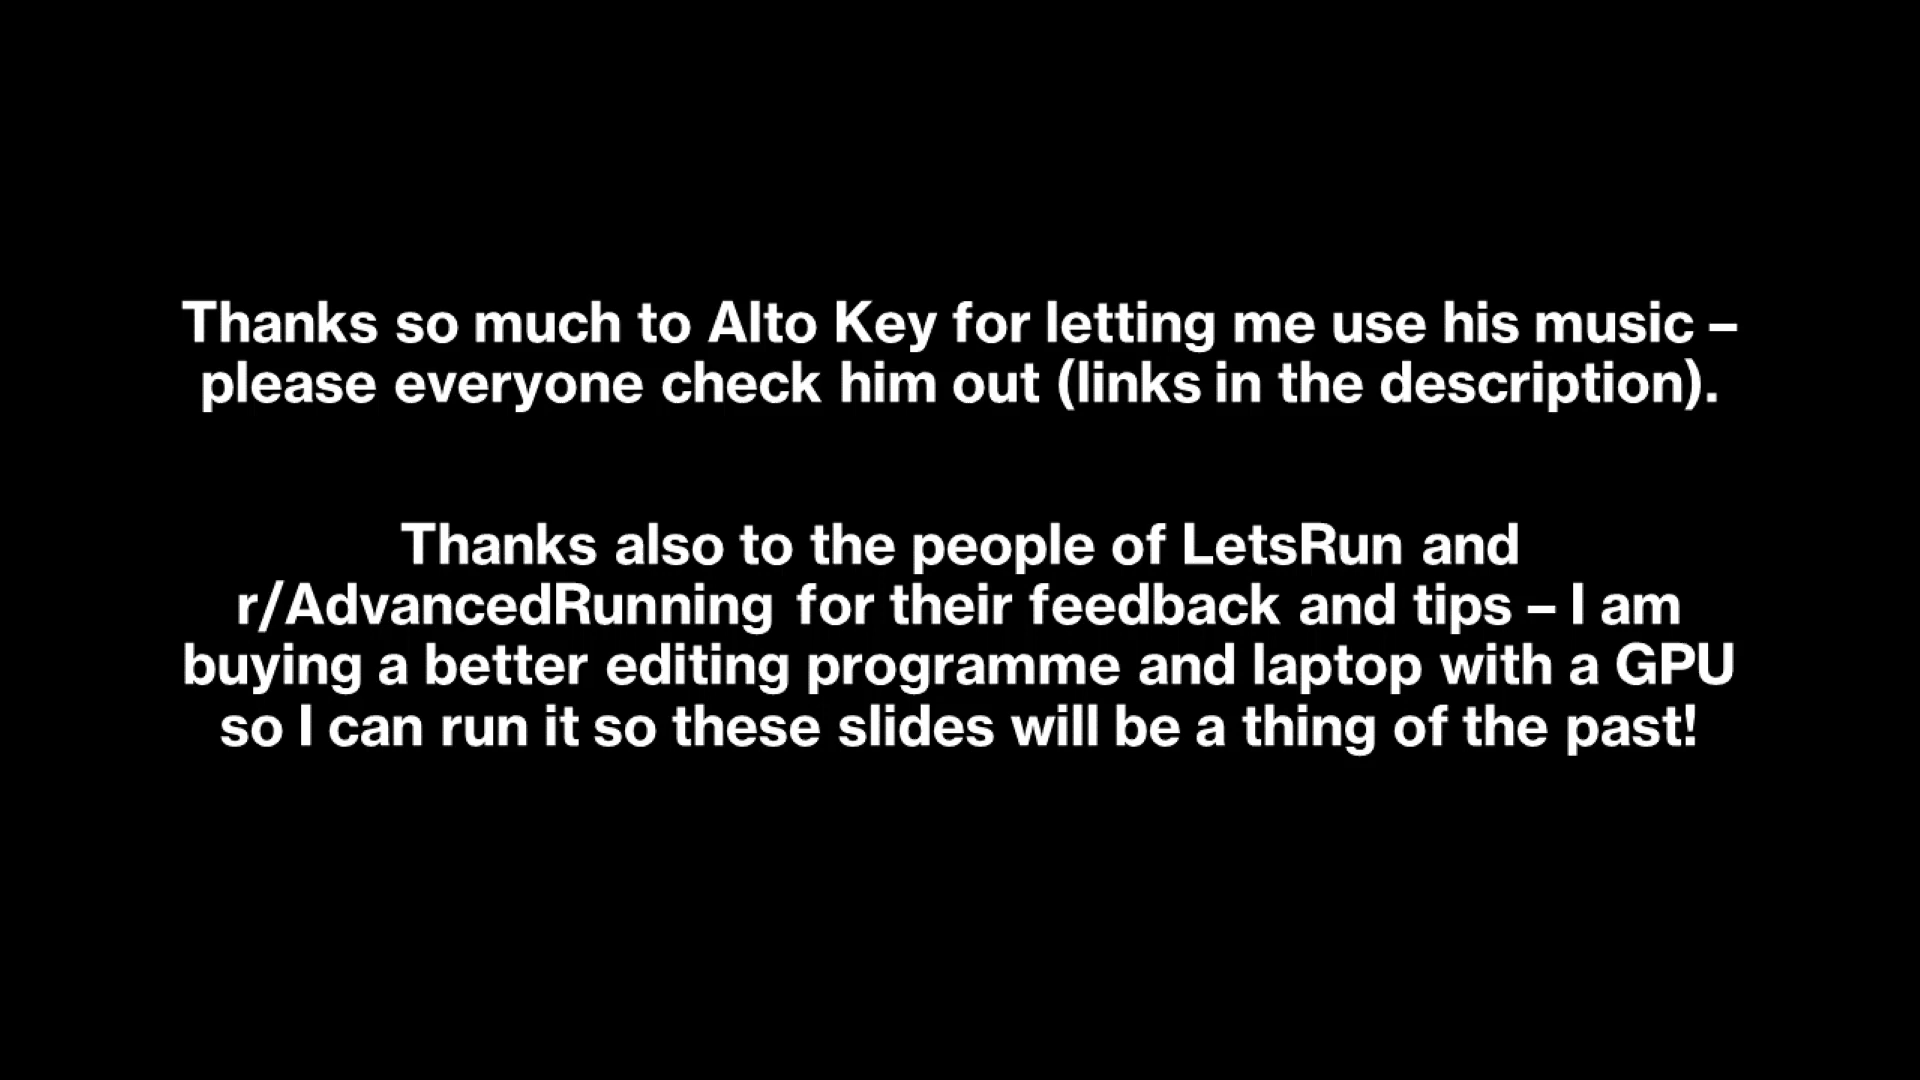 Thanks so much to Alto Key for letting me use his music –
please everyone check him out (links in the description).
Thanks also to the people of LetsRun and
r/AdvancedRunning for their feedback and tips – I am
buying a better editing programme and laptop with a GPU
so I can run it so these slides will be a thing of the past!